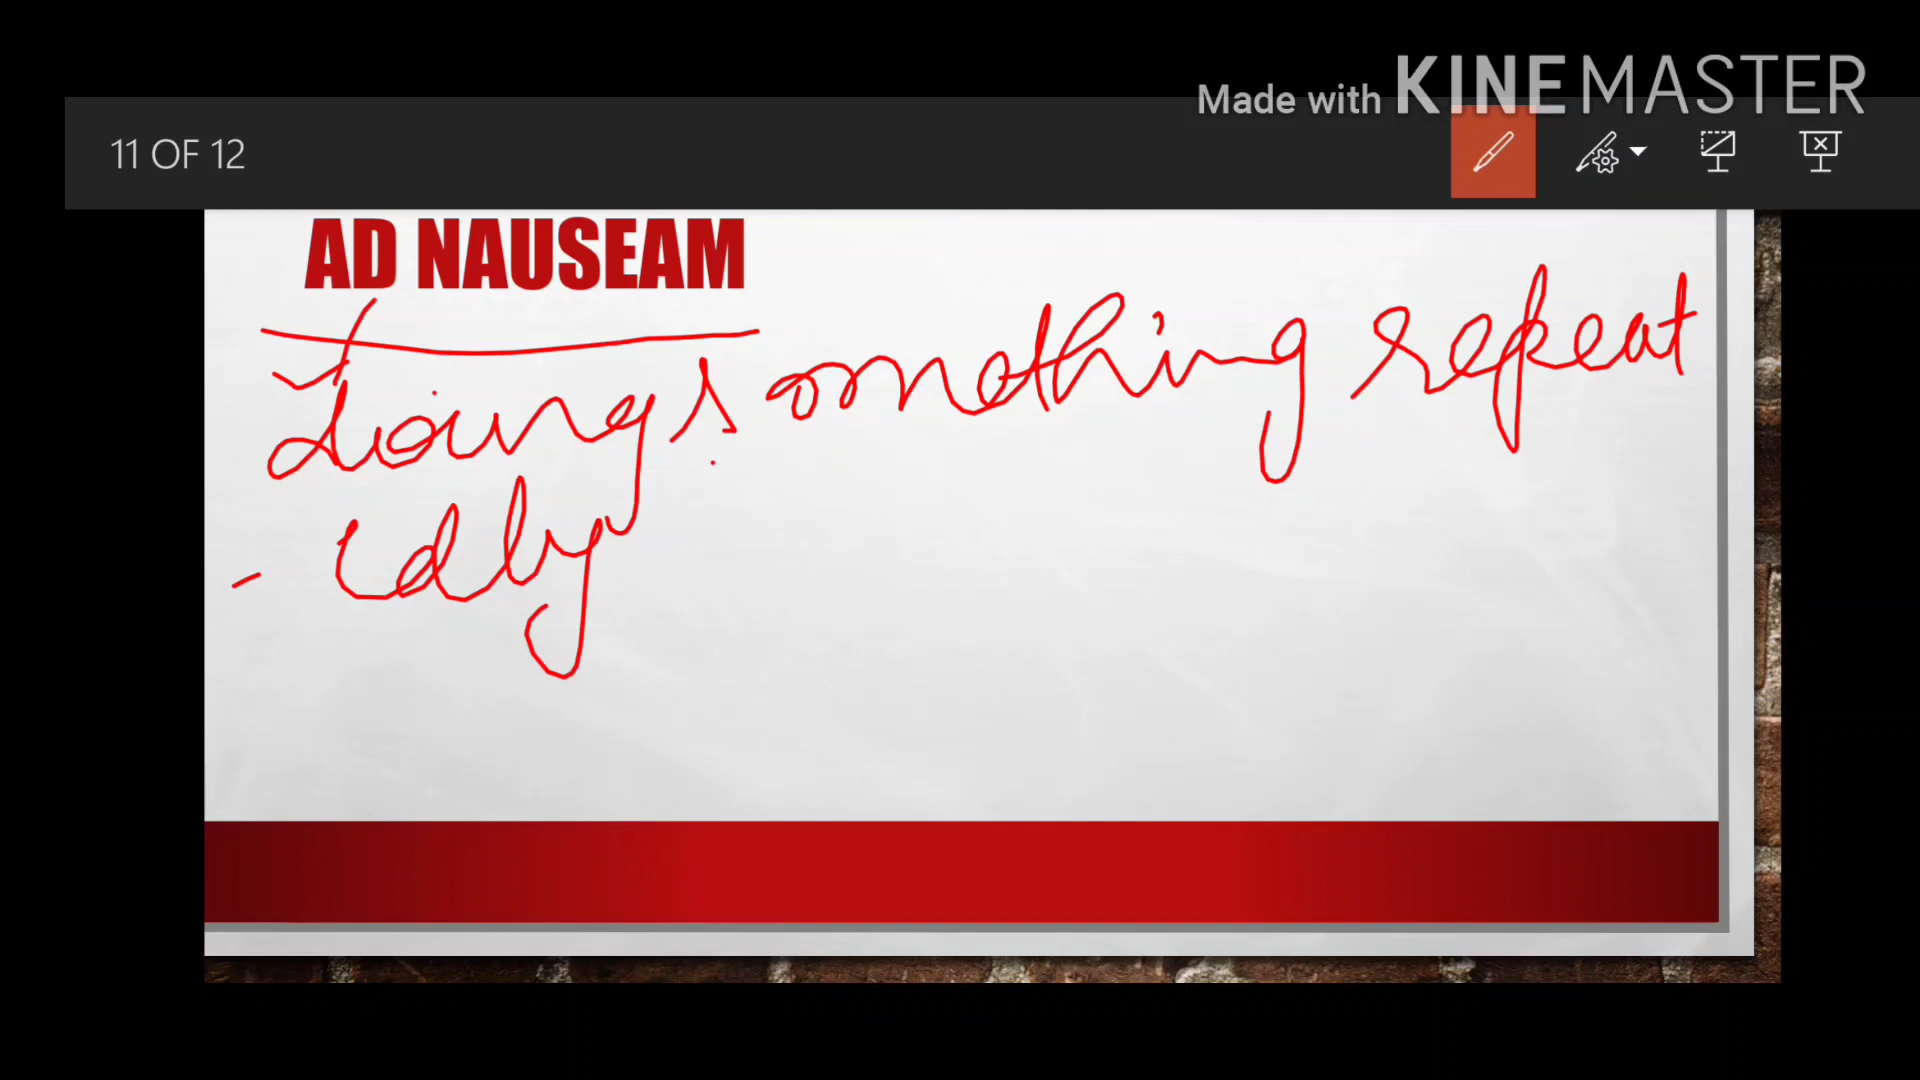 Made with KINEMASTER
11 OF 12
AD NAUSEAM
doing something repeat
- edly